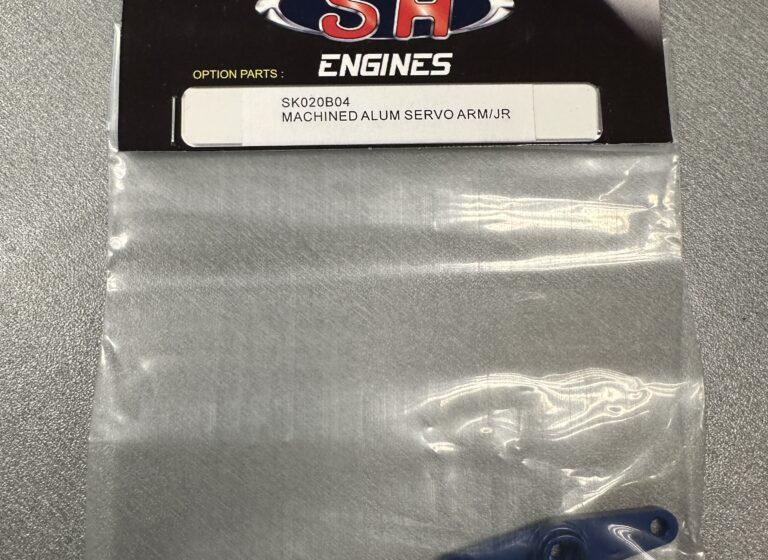 SH
ENGINES
OPTION PARTS :
SK020B04
MACHINED ALUM SERVO ARM/JR